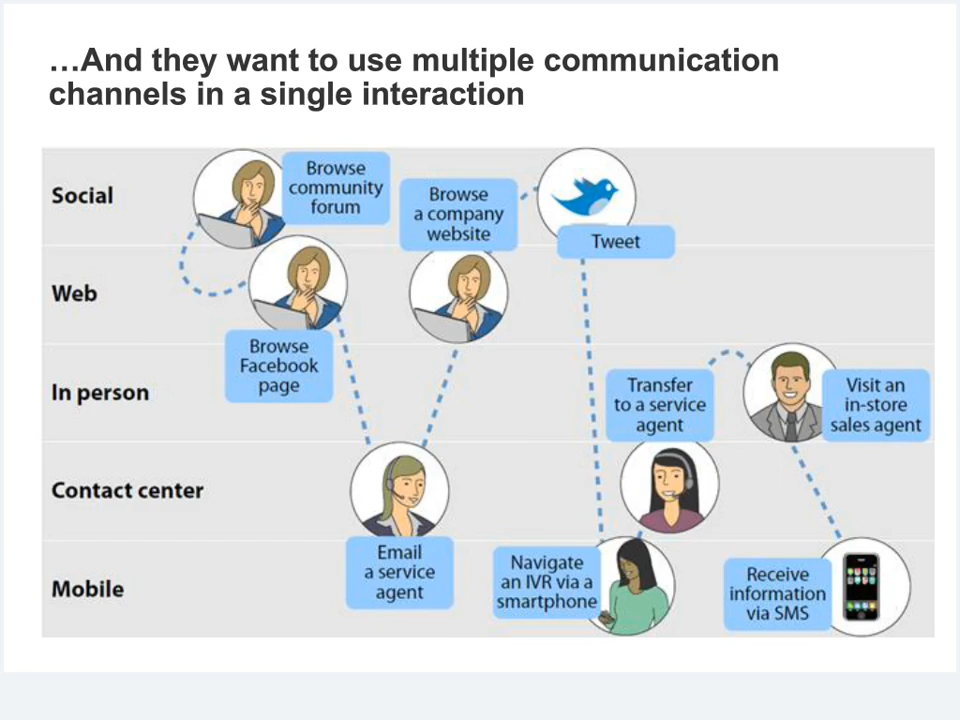 …And they want to use multiple communication
channels in a single interaction
Social
Browse
community
forum
Browse
a company
website
Tweet
Web
Browse
Facebook
page
In person
Transfer
to a service
agent
Visit an
in-store
sales agent
Contact center
Email
a service
agent
Mobile
Navigate
an IVR via a
smartphone
Receive
information
via SMS